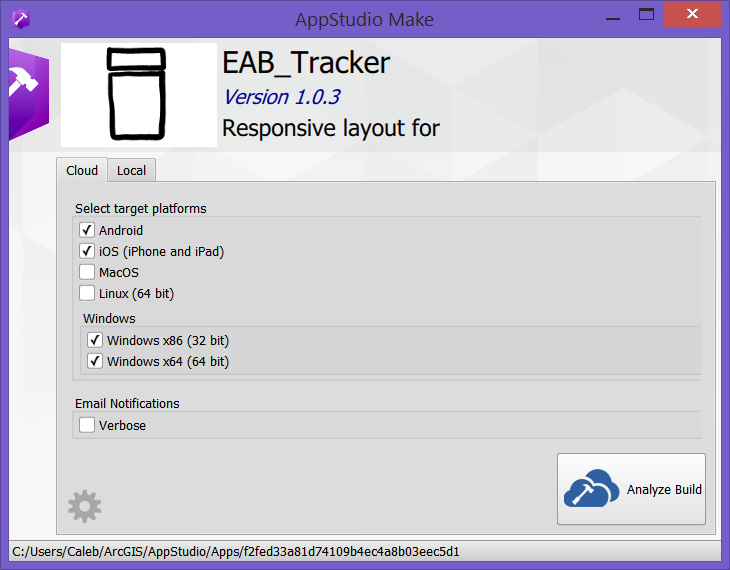 AppStudio Make
EAB_Tracker
Version 1.0.3
Responsive layout for
Cloud
Local
Select target platforms
Android
iOS (iPhone and iPad)
MacOS
Linux (64 bit)
Windows
Windows x86 (32 bit)
Windows x64 (64 bit)
Email Notifications
Verbose
Analyze Build
C:/Users/Caleb/ArcGIS/AppStudio/Apps/f2fed33a81d74109b4ec4a8b03eec5d1